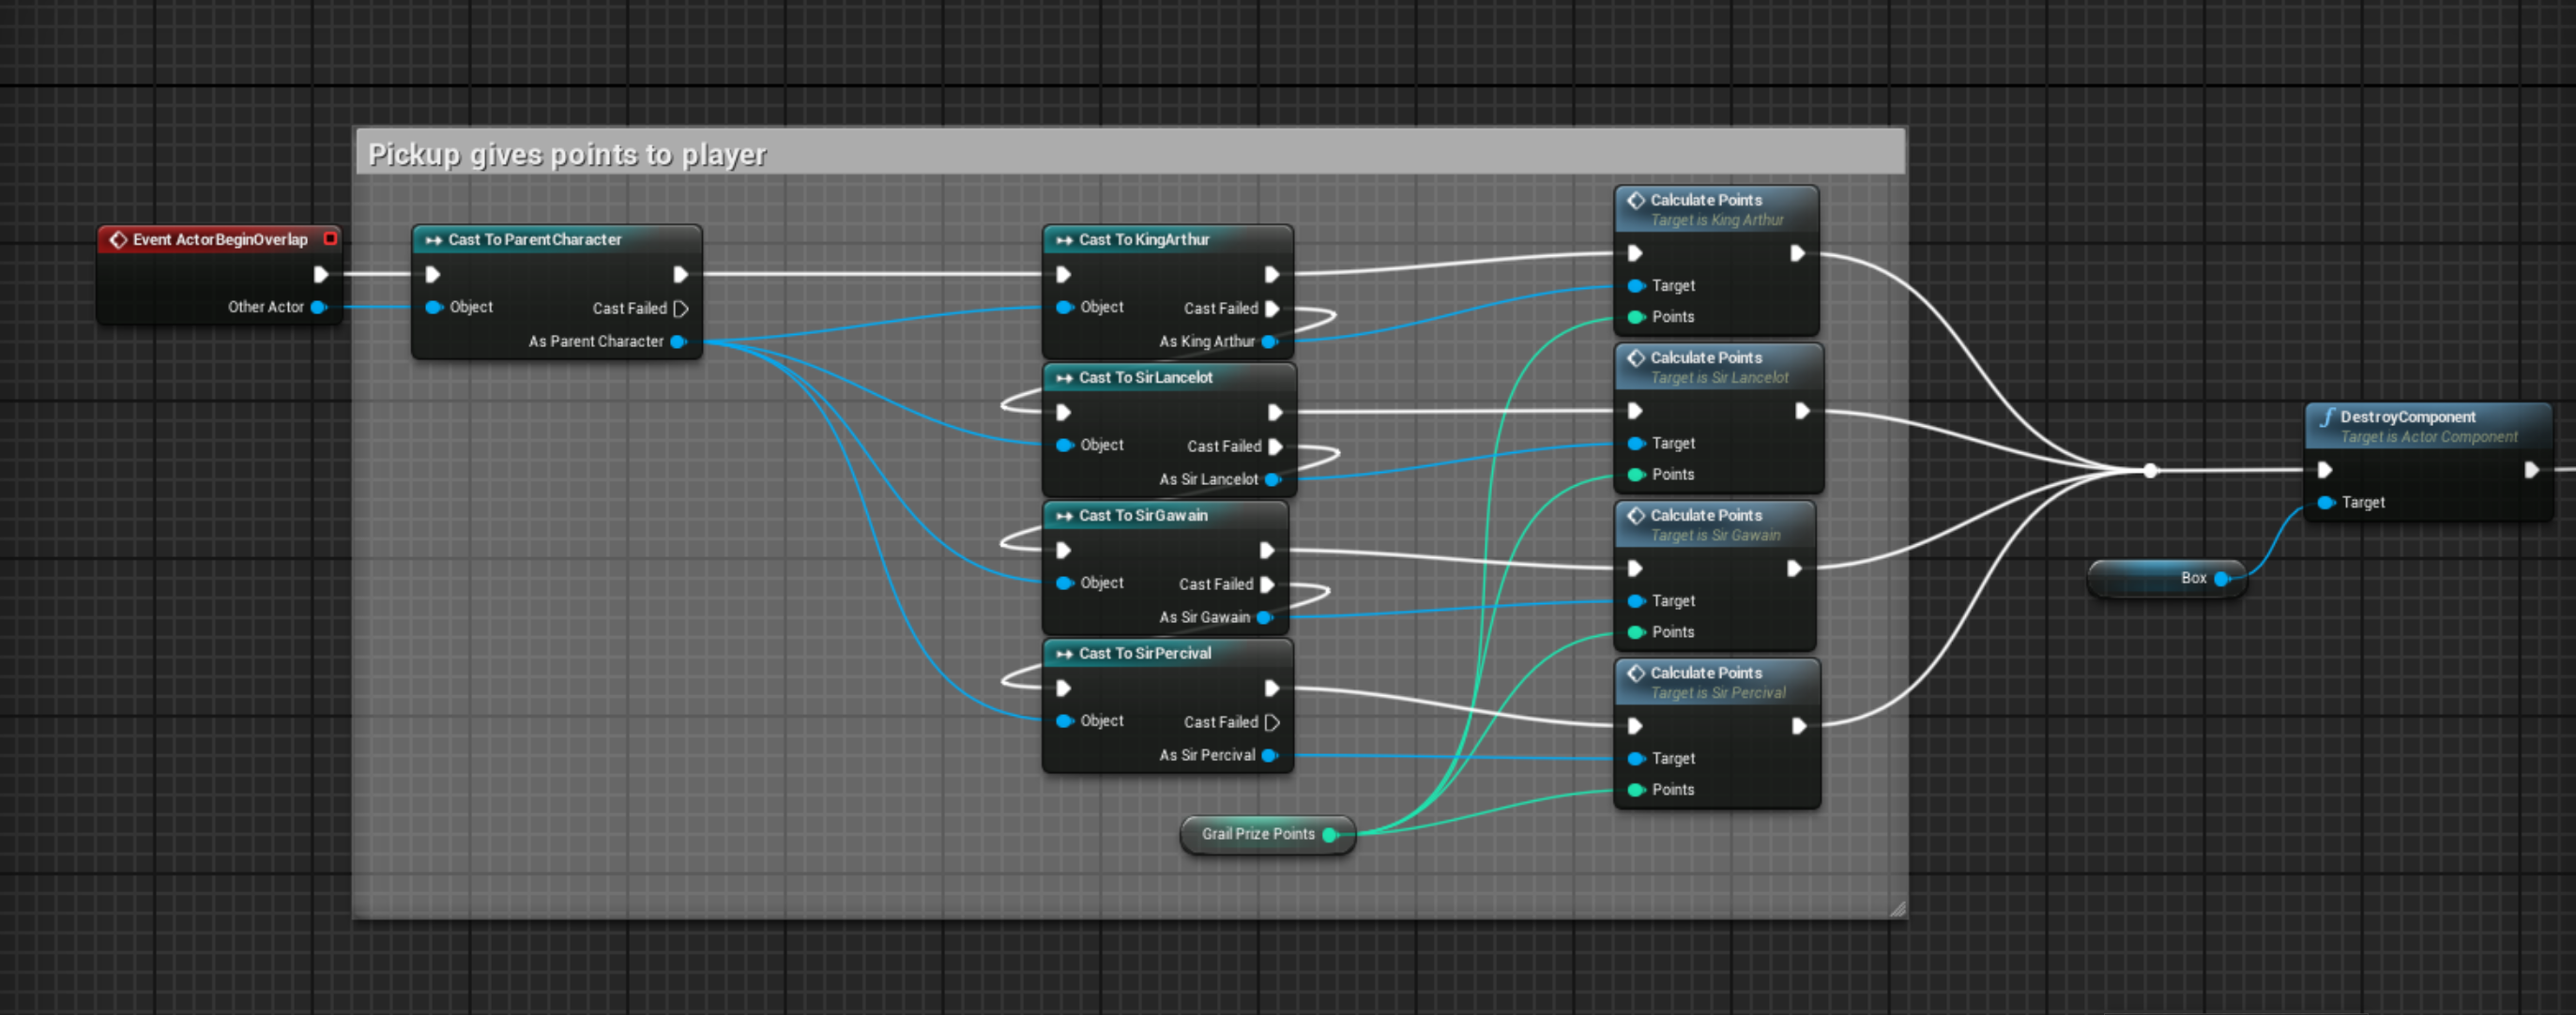 Pickup gives points to player
Event ActorBeginOverlap
Other Actor
Cast To ParentCharacter
Object
Cast Failed
As Parent Character
Cast To KingArthur
Object
Cast Failed
As King Arthur
Cast To SirLancelot
Object
Cast Failed
As Sir Lancelot
Cast To SirGawain
Object
Cast Failed
As Sir Gawain
Cast To SirPercival
Object
Cast Failed
As Sir Percival
Grail Prize Points
Calculate Points
Target is King Arthur
Target
Points
Calculate Points
Target is Sir Lancelot
Target
Points
Calculate Points
Target is Sir Gawain
Target
Points
Calculate Points
Target is Sir Percival
Target
Points
Box
DestroyComponent
Target is Actor Component
Target